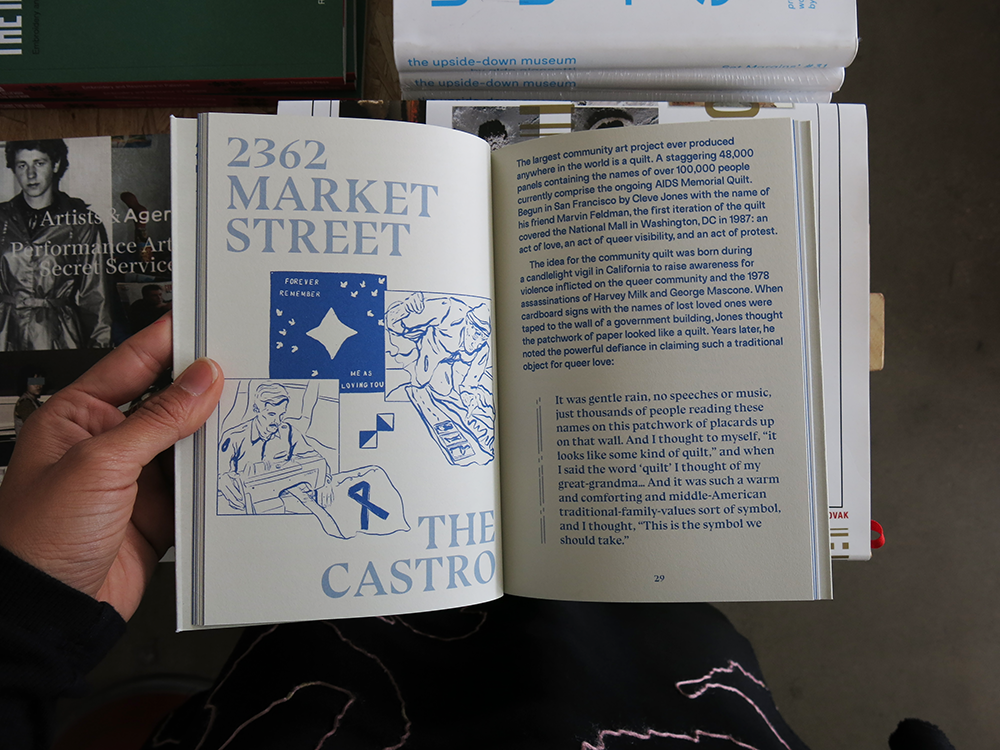 the upside-down museum
the upside-down museum
Artists & Agen
Performance Art
Secret Service
2362
MARKET
STREET
FOREVER
REMEMBER
ME AS
LOVING YOU
THE
CASTRO
The largest community art project ever produced
anywhere in the world is a quilt. A staggering 48,000
panels containing the names of over 100,000 people
currently comprise the ongoing AIDS Memorial Quilt.
Begun in San Francisco by Cleve Jones with the name of
his friend Marvin Feldman, the first iteration of the quilt
covered the National Mall in Washington, DC in 1987: an
act of love, an act of queer visibility, and an act of protest.
The idea for the community quilt was born during
a candlelight vigil in California to raise awareness for
violence inflicted on the queer community and the 1978
assassinations of Harvey Milk and George Mascone. When
cardboard signs with the names of lost loved ones were
taped to the wall of a government building, Jones thought
the patchwork of paper looked like a quilt. Years later, he
noted the powerful defiance in claiming such a traditional
object for queer love:
It was gentle rain, no speeches or music,
just thousands of people reading these
names on this patchwork of placards up
on that wall. And I thought to myself, “it
looks like some kind of quilt,” and when
I said the word ‘quilt’ I thought of my
great-grandma... And it was such a warm
and comforting and middle-American
traditional-family-values sort of symbol,
and I thought, “This is the symbol we
should take.”
29
OVAK